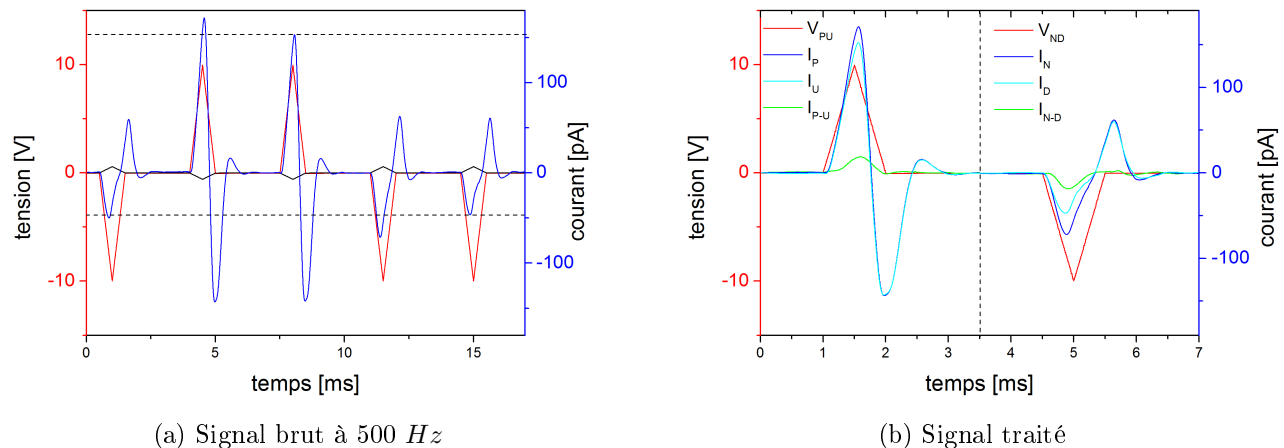 15
10
0
-10
tension [V]
100
0
-100
courant [pA]
0
5
10
15
temps [ms]
(a) Signal brut à 500 Hz
V_PU
I_P
I_U
I_P-U
V_ND
I_N
I_D
I_N-D
10
0
-10
tension [V]
100
0
-100
courant [pA]
0
1
2
3
4
5
6
7
temps [ms]
(b) Signal traité